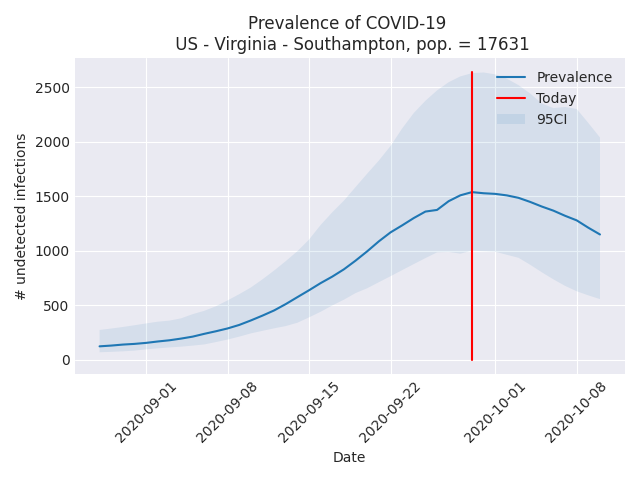 Prevalence of COVID-19
US - Virginia - Southampton, pop. = 17631
Prevalence
Today
95CI
# undetected infections
2500
2000
1500
1000
500
0
2020-09-01
2020-09-08
2020-09-15
2020-09-22
2020-10-01
2020-10-08
Date